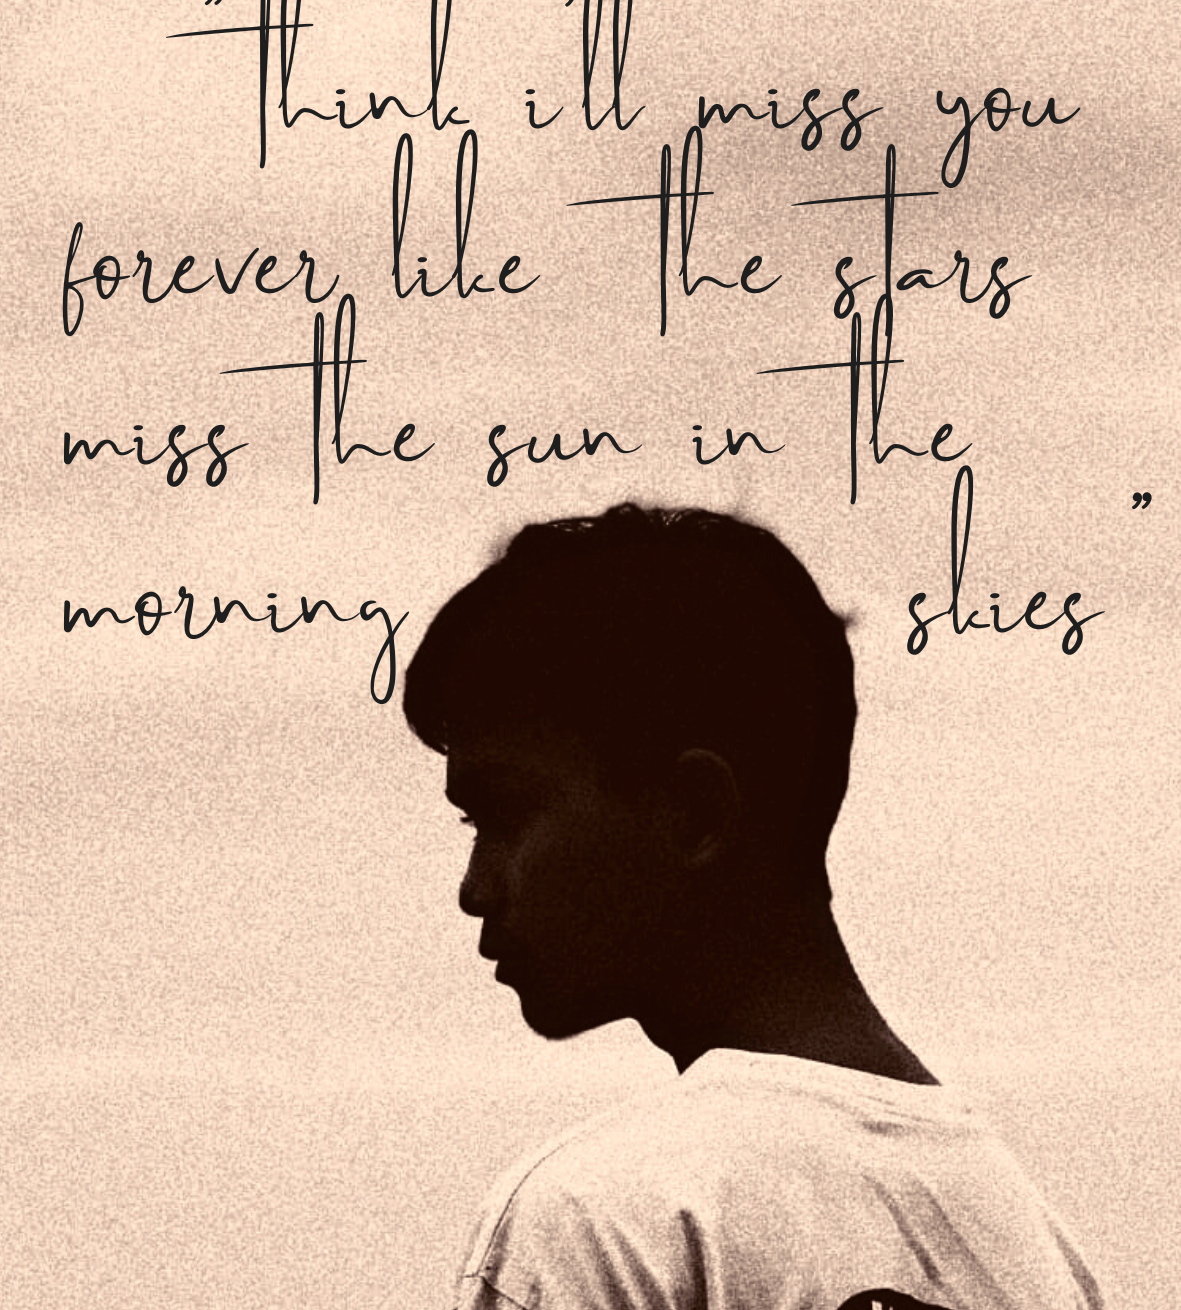 "think i'll miss you
forever like the stars
miss the sun in the
morning skies"